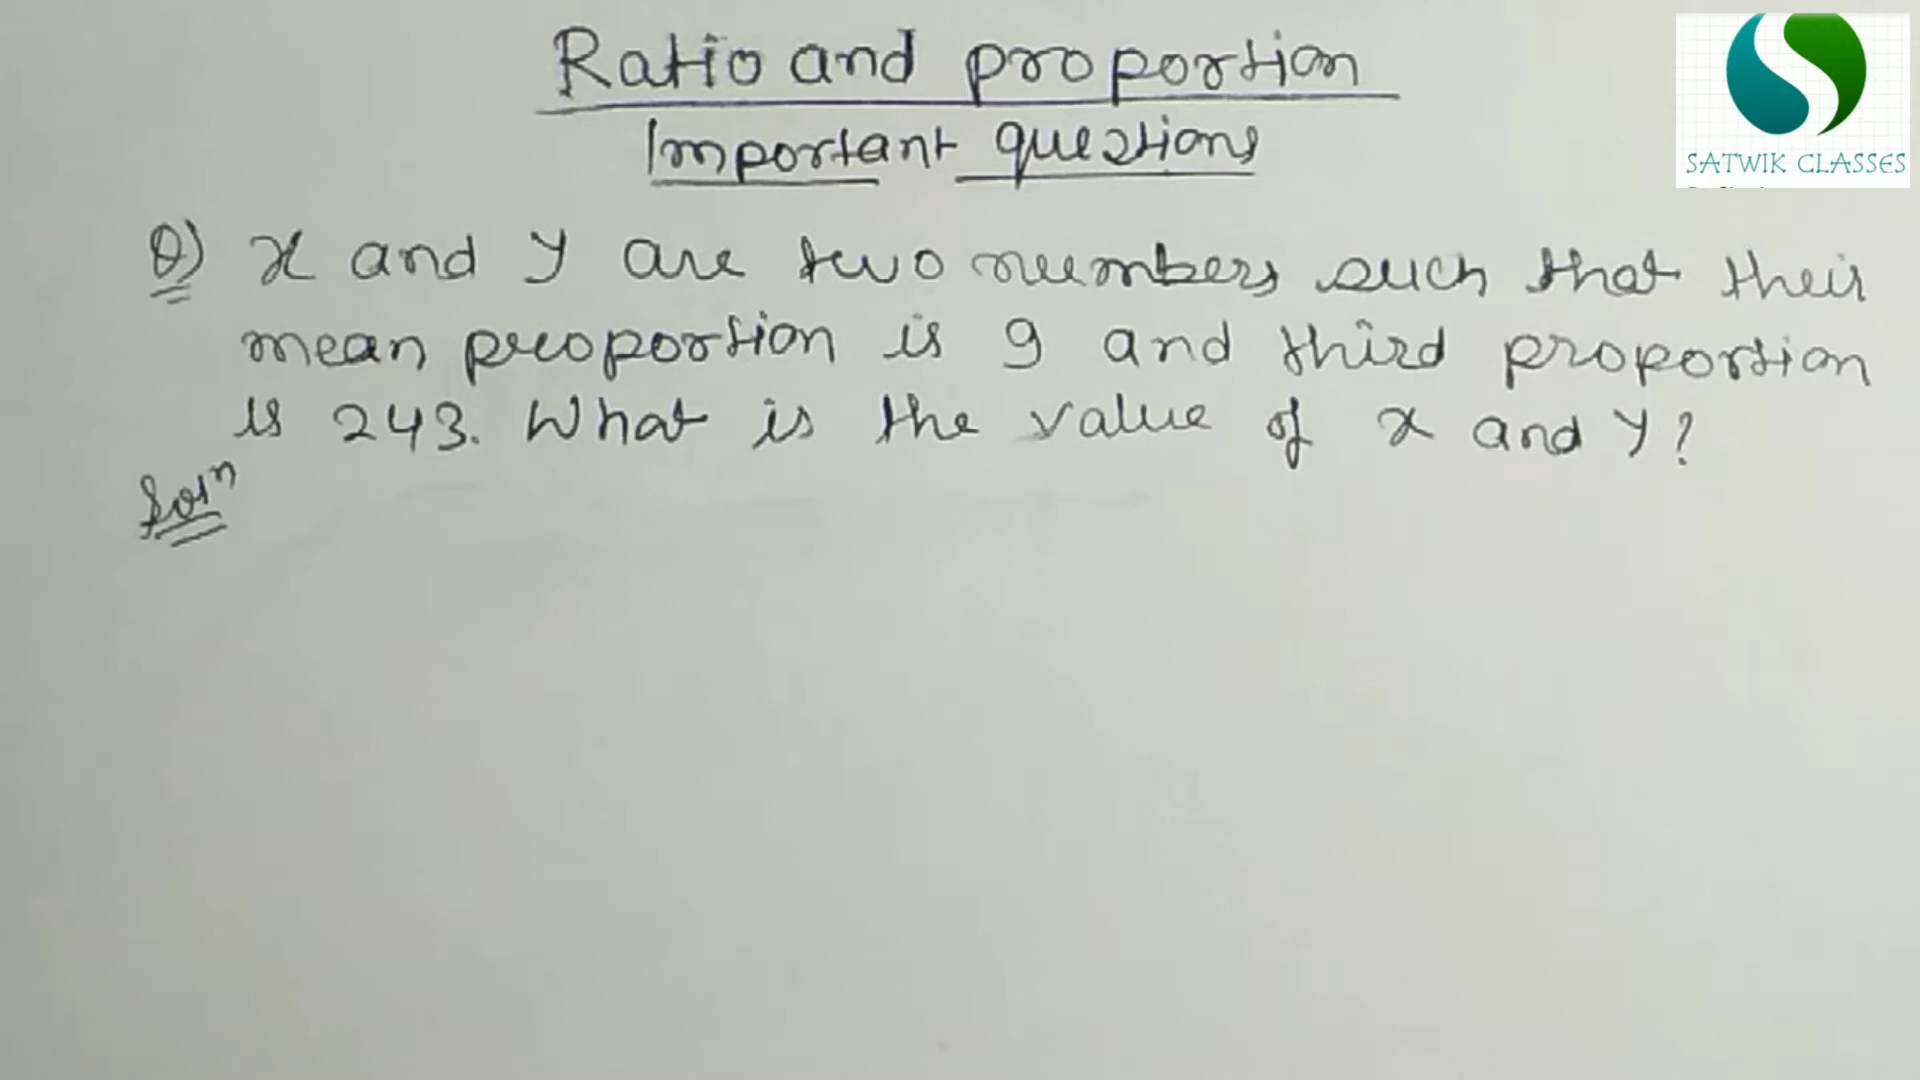 Ratio and proportion
Important questions
SATWIK CLASSES
Q) x and y are two numbers such that their
mean proportion is 9 and third proportion
is 243. What is the value of x and y?
Solⁿ